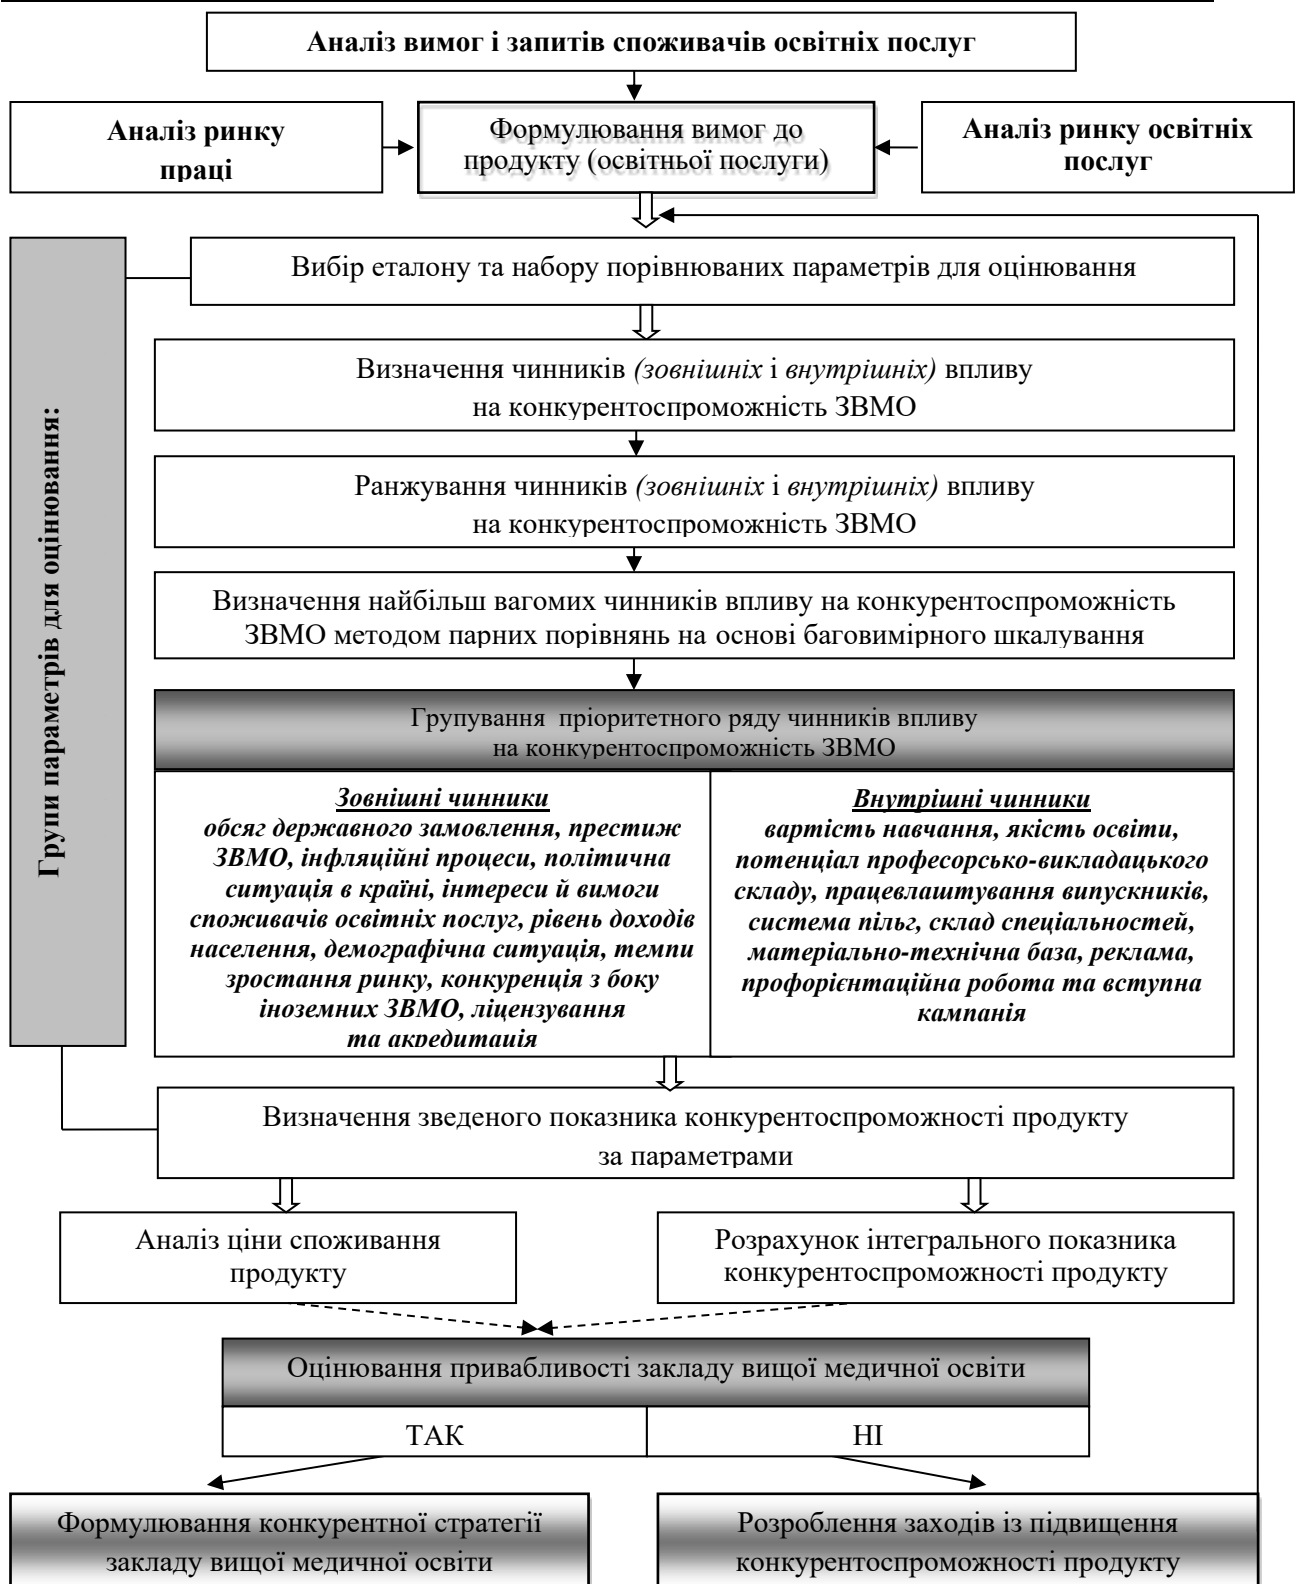 Аналіз вимог і запитів споживачів освітніх послуг
Аналіз ринку
праці
Формулювання вимог до
продукту (освітньої послуги)
Аналіз ринку освітніх
послуг
Групи параметрів для оцінювання:
Вибір еталону та набору порівнюваних параметрів для оцінювання
Визначення чинників (зовнішніх і внутрішніх) впливу
на конкурентоспроможність ЗВМО
Ранжування чинників (зовнішніх і внутрішніх) впливу
на конкурентоспроможність ЗВМО
Визначення найбільш вагомих чинників впливу на конкурентоспроможність
ЗВМО методом парних порівнянь на основі баговимірного шкалування
Групування пріоритетного ряду чинників впливу
на конкурентоспроможність ЗВМО
Зовнішні чинники
обсяг державного замовлення, престиж
ЗВМО, інфляційні процеси, політична
ситуація в країні, інтереси й вимоги
споживачів освітніх послуг, рівень доходів
населення, демографічна ситуація, темпи
зростання ринку, конкуренція з боку
іноземних ЗВМО, ліцензування
та акредитація
Внутрішні чинники
вартість навчання, якість освіти,
потенціал професорсько-викладацького
складу, працевлаштування випускників,
система пільг, склад спеціальностей,
матеріально-технічна база, реклама,
профорієнтаційна робота та вступна
кампанія
Визначення зведеного показника конкурентоспроможності продукту
за параметрами
Аналіз ціни споживання
продукту
Розрахунок інтегрального показника
конкурентоспроможності продукту
Оцінювання привабливості закладу вищої медичної освіти
ТАК
НІ
Формулювання конкурентної стратегії
закладу вищої медичної освіти
Розроблення заходів із підвищення
конкурентоспроможності продукту